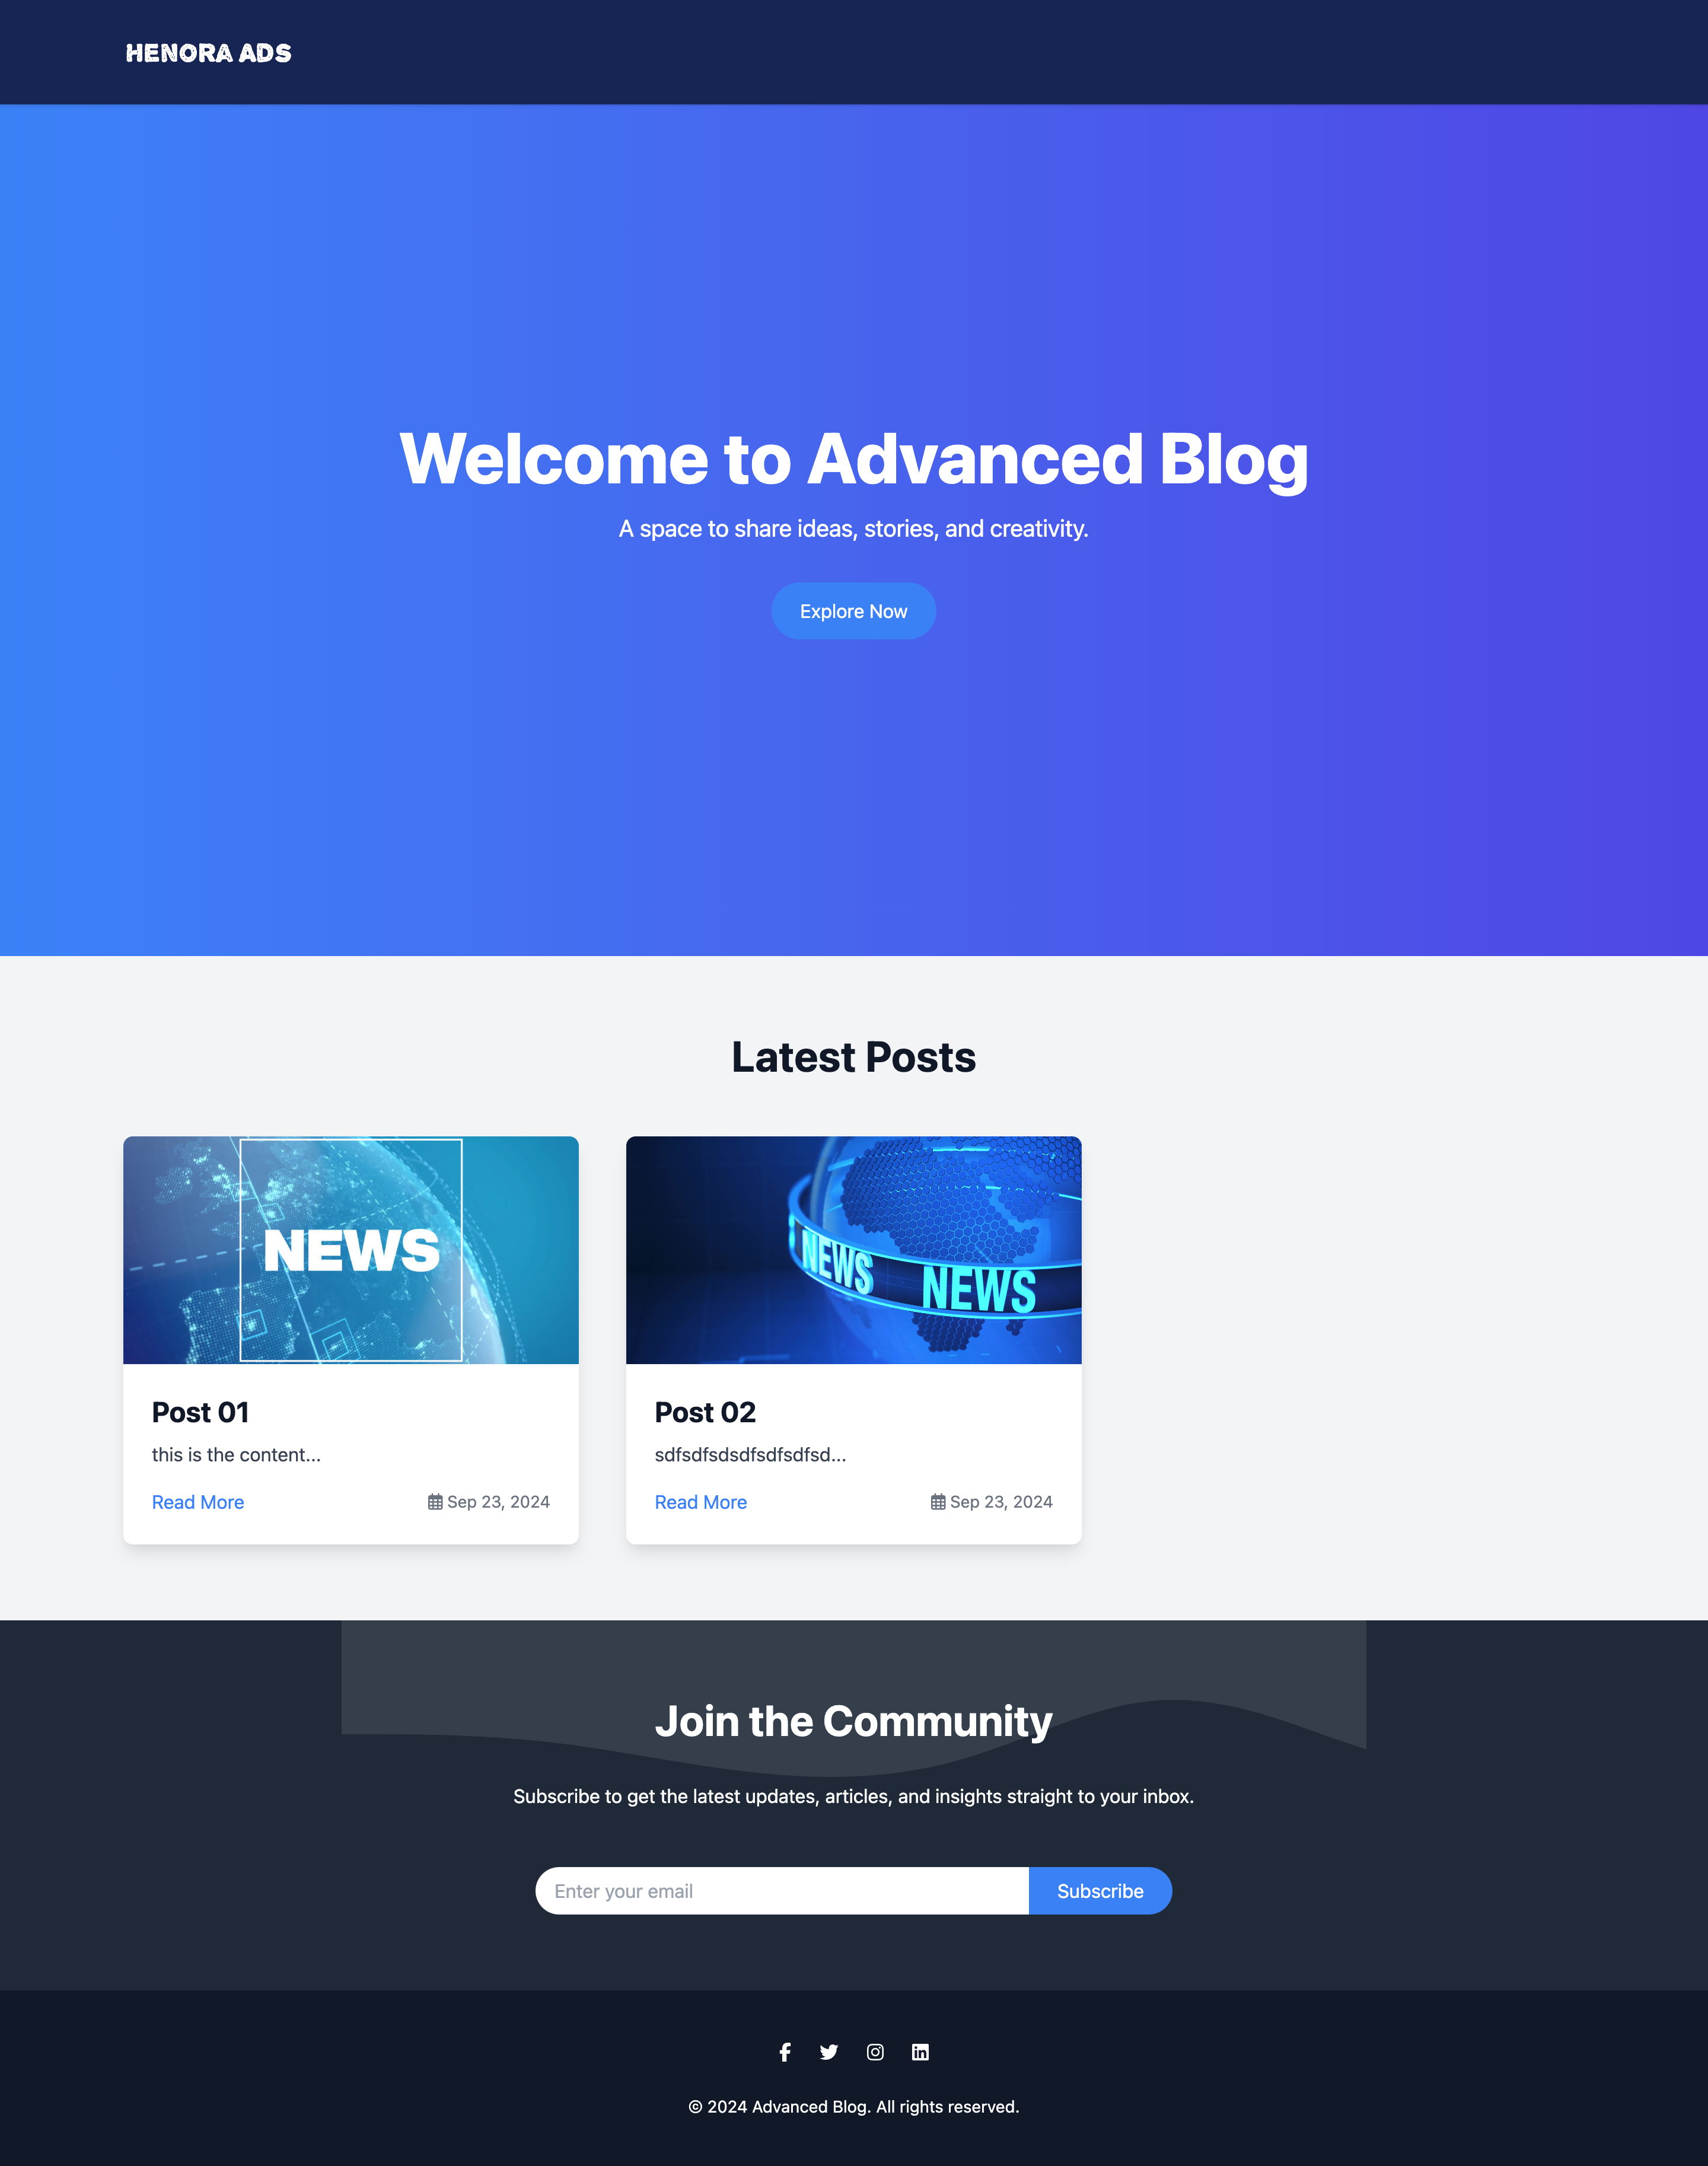 HENORA ADS
Welcome to Advanced Blog
A space to share ideas, stories, and creativity.
Explore Now
Latest Posts
NEWS
NEWS NEWS
Post 01
this is the content...
Read More
Sep 23, 2024
Post 02
sdfsdfsdsdfsdfsdfsd...
Read More
Sep 23, 2024
Join the Community
Subscribe to get the latest updates, articles, and insights straight to your inbox.
Enter your email
Subscribe
© 2024 Advanced Blog. All rights reserved.